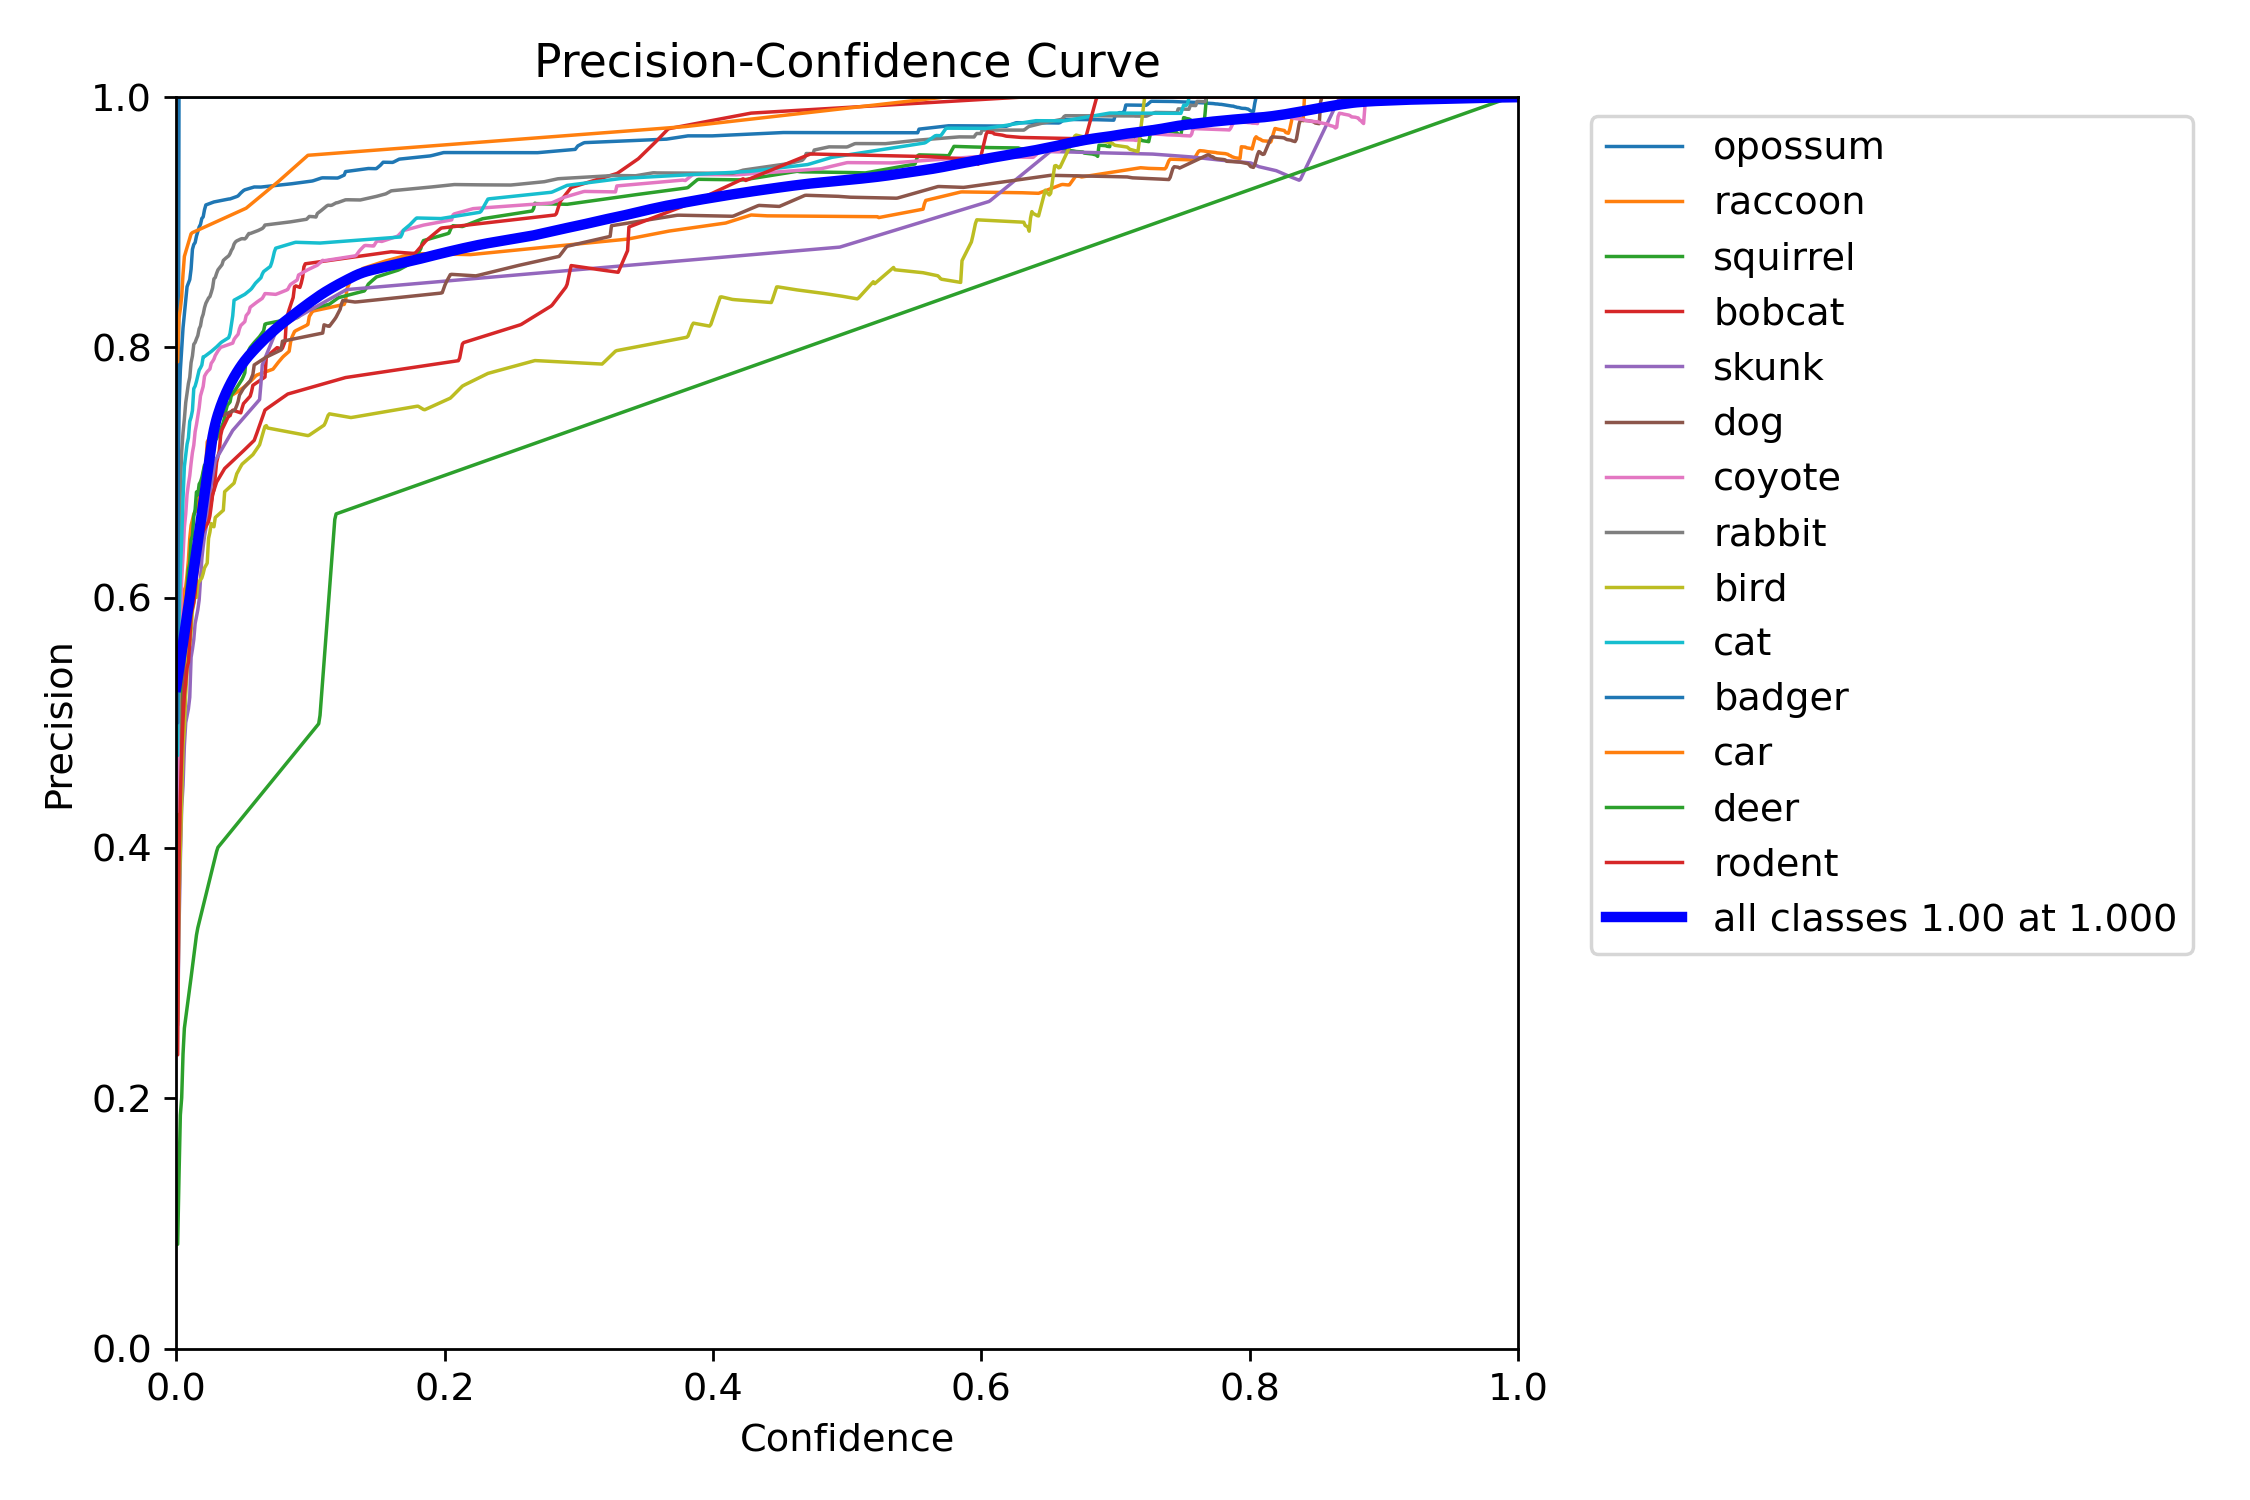 Precision-Confidence Curve
1.0
0.8
0.6
0.4
0.2
0.0
Precision
0.0 0.2 0.4 0.6 0.8 1.0
Confidence
opossum
raccoon
squirrel
bobcat
skunk
dog
coyote
rabbit
bird
cat
badger
car
deer
rodent
all classes 1.00 at 1.000